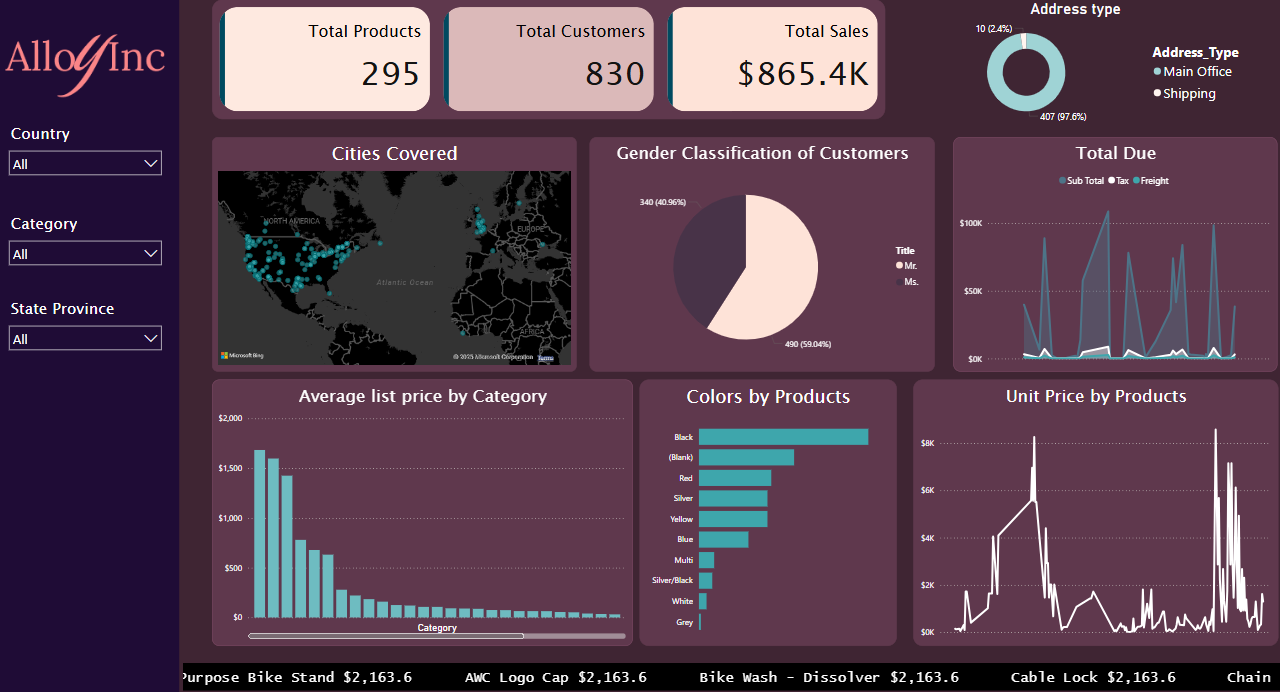 AlloyInc
Country
All
Category
All
State Province
All
Total Products
295
Total Customers
830
Total Sales
$865.4K
Address type
10 (2.4%)
407 (97.6%)
Address_Type
Main Office
Shipping
Cities Covered
NORTH AMERICA
EUROPE
Atlantic Ocean
AFRICA
Microsoft Bing
© 2025 Microsoft Corporation Terms
Gender Classification of Customers
340 (40.96%)
490 (59.04%)
Title
Mr.
Ms.
Total Due
Sub Total Tax Freight
$100K
$50K
$0K
Average list price by Category
$2,000
$1,500
$1,000
$500
$0
Category
Colors by Products
Black
(Blank)
Red
Silver
Yellow
Blue
Multi
Silver/Black
White
Grey
Unit Price by Products
$8K
$6K
$4K
$2K
$0K
Purpose Bike Stand $2,163.6 AWC Logo Cap $2,163.6 Bike Wash - Dissolver $2,163.6 Cable Lock $2,163.6 Chain